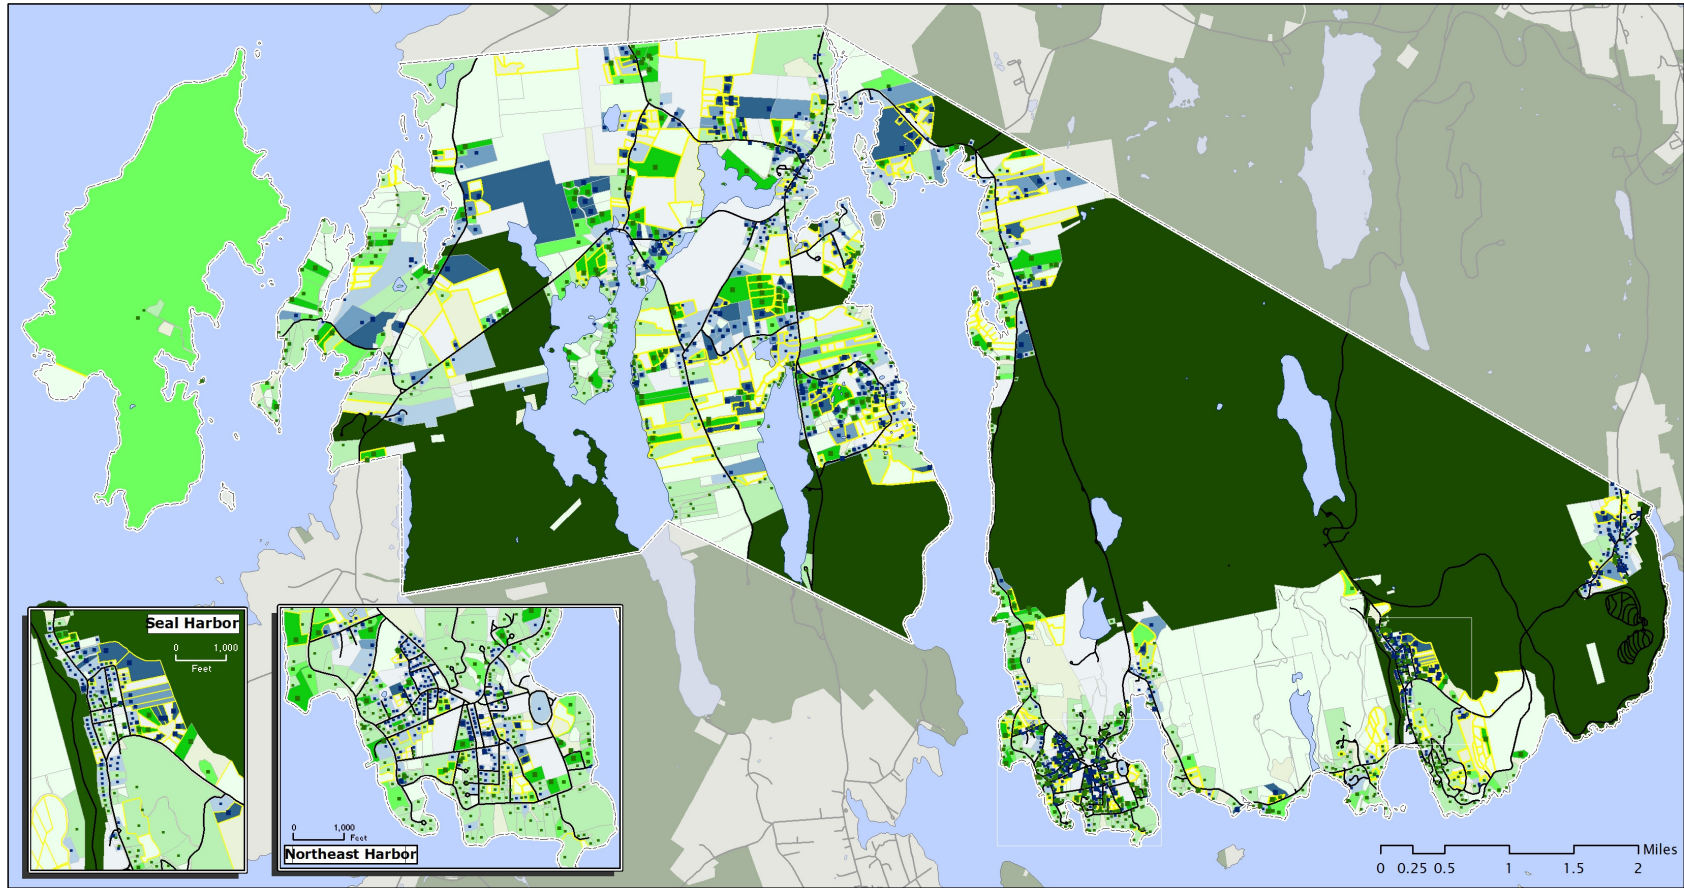 Seal Harbor
0 1,000
Feet
0 1,000
Feet
Northeast Harbor
Miles
0 0.25 0.5 1 1.5 2